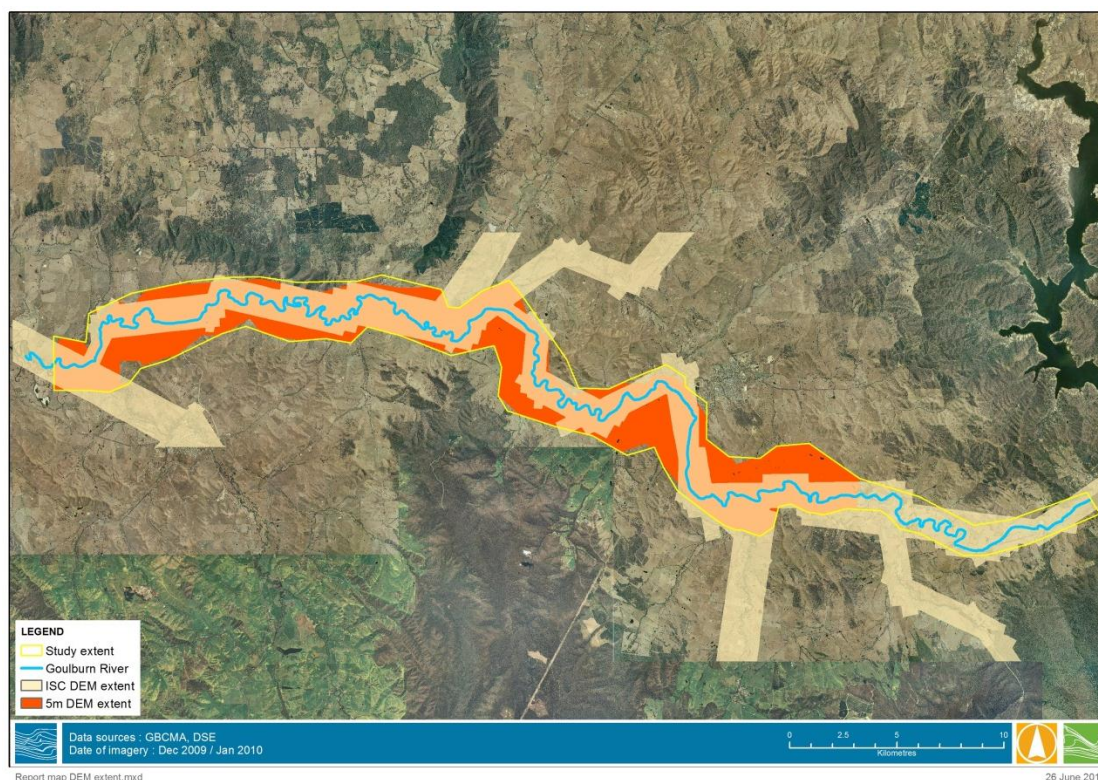 LEGEND
Study extent
Goulburn River
ISC DEM extent
5m DEM extent
Data sources : GBCMA, DSE
Date of imagery : Dec 2009 / Jan 2010
0 2.5 5 10
Kilometres
Report map DEM extent.mxd
26 June 201